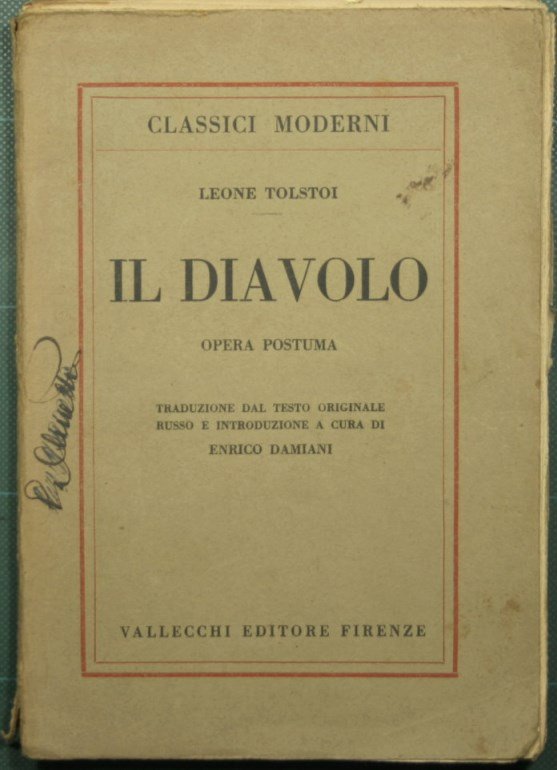 CLASSICI MODERNI
LEONE TOLSTOI
IL DIAVOLO
OPERA POSTUMA
TRADUZIONE DAL TESTO ORIGINALE
RUSSO E INTRODUZIONE A CURA DI
ENRICO DAMIANI
VALLECCHI EDITORE FIRENZE